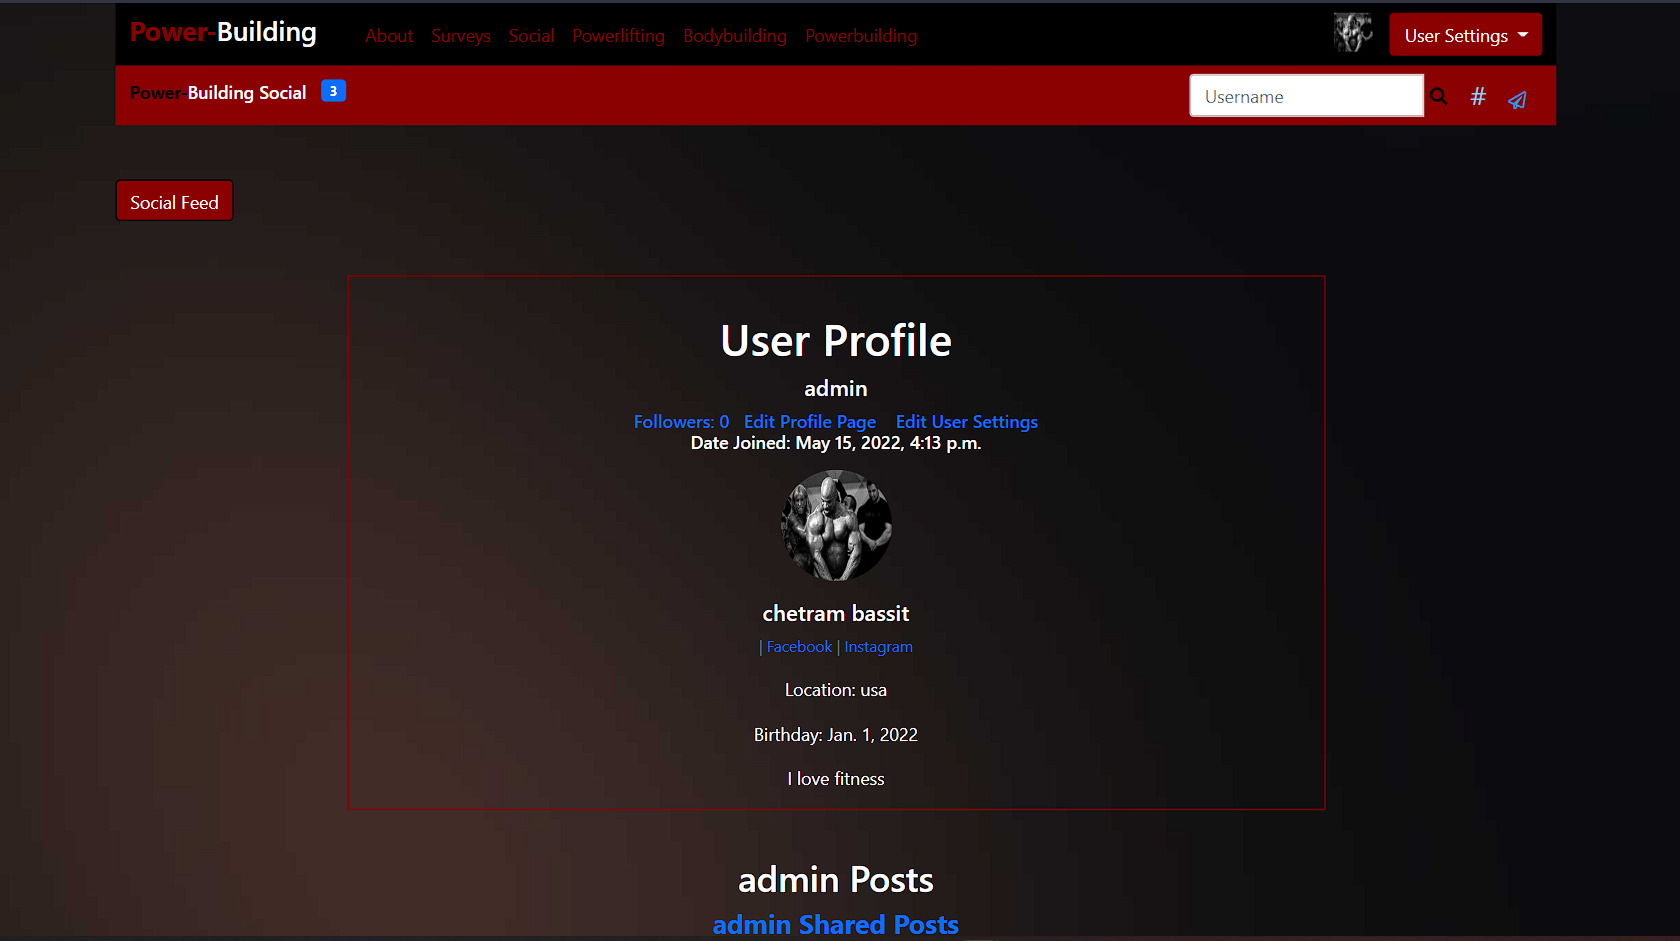 Power-Building About Surveys Social Powerlifting Bodybuilding Powerbuilding User Settings
Power-Building Social 3 Username #
Social Feed
User Profile
admin
Followers: 0 Edit Profile Page Edit User Settings
Date Joined: May 15, 2022, 4:13 p.m.
chetram bassit
| Facebook | Instagram
Location: usa
Birthday: Jan. 1, 2022
I love fitness
admin Posts
admin Shared Posts